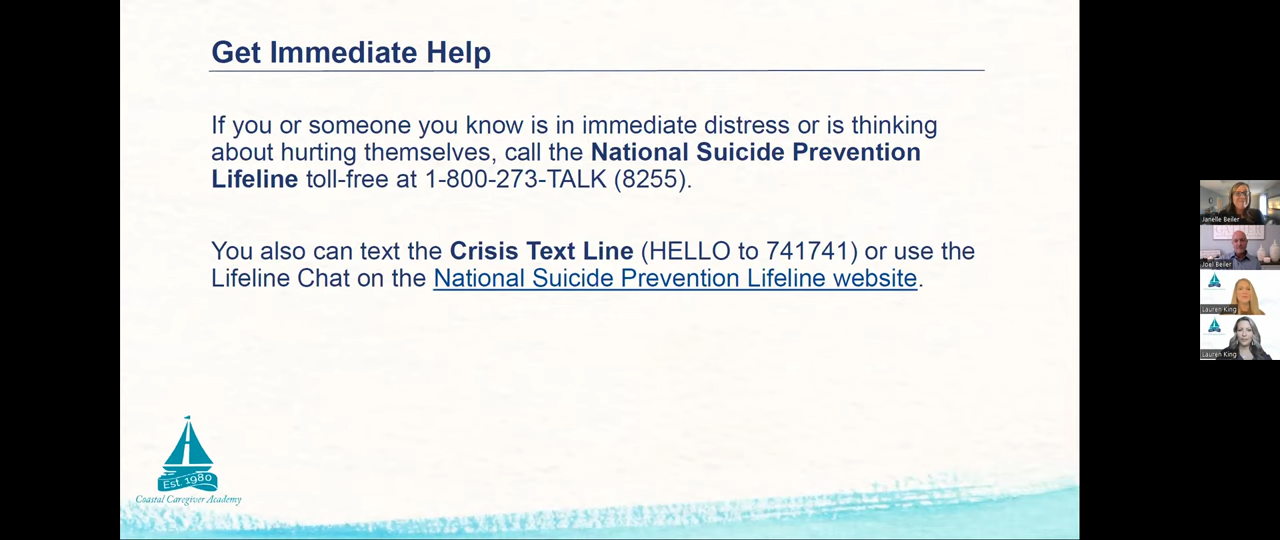 Get Immediate Help
If you or someone you know is in immediate distress or is thinking
about hurting themselves, call the National Suicide Prevention
Lifeline toll-free at 1-800-273-TALK (8255).
You also can text the Crisis Text Line (HELLO to 741741) or use the
Lifeline Chat on the National Suicide Prevention Lifeline website.
Est 1980
Coastal Caregiver Academy
Janelle Beiler
Joel Beiler
Lauren King
Lauren King